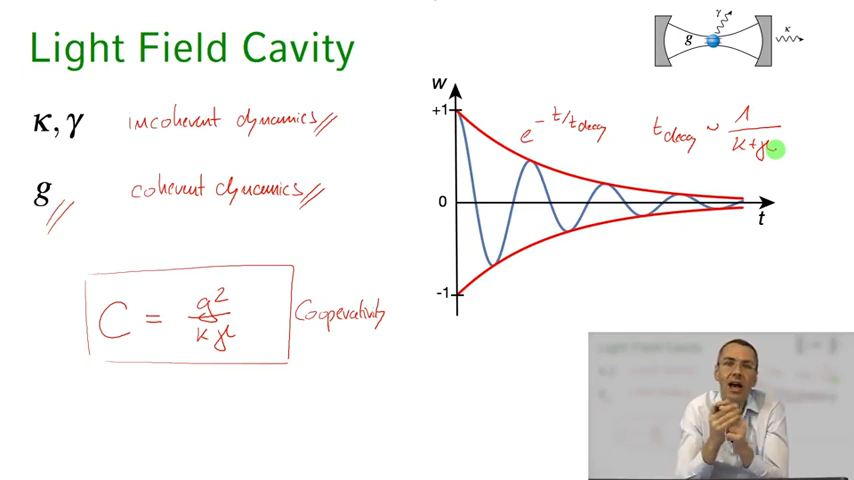 Light Field Cavity
κ, γ incoherent dynamics
g coherent dynamics
C = g² / κγ Cooperativity
g
γ
κ
W
+1
0
-1
t
e^{-t/t_decay}
t_decay ~ 1 / κ+γ